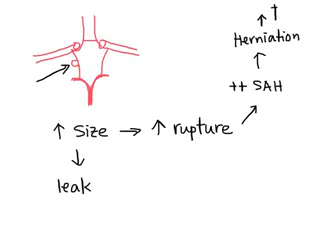 ↑ †
Herniation
↑
++ SAH
↑ Size → ↑ rupture ↗
↓
leak